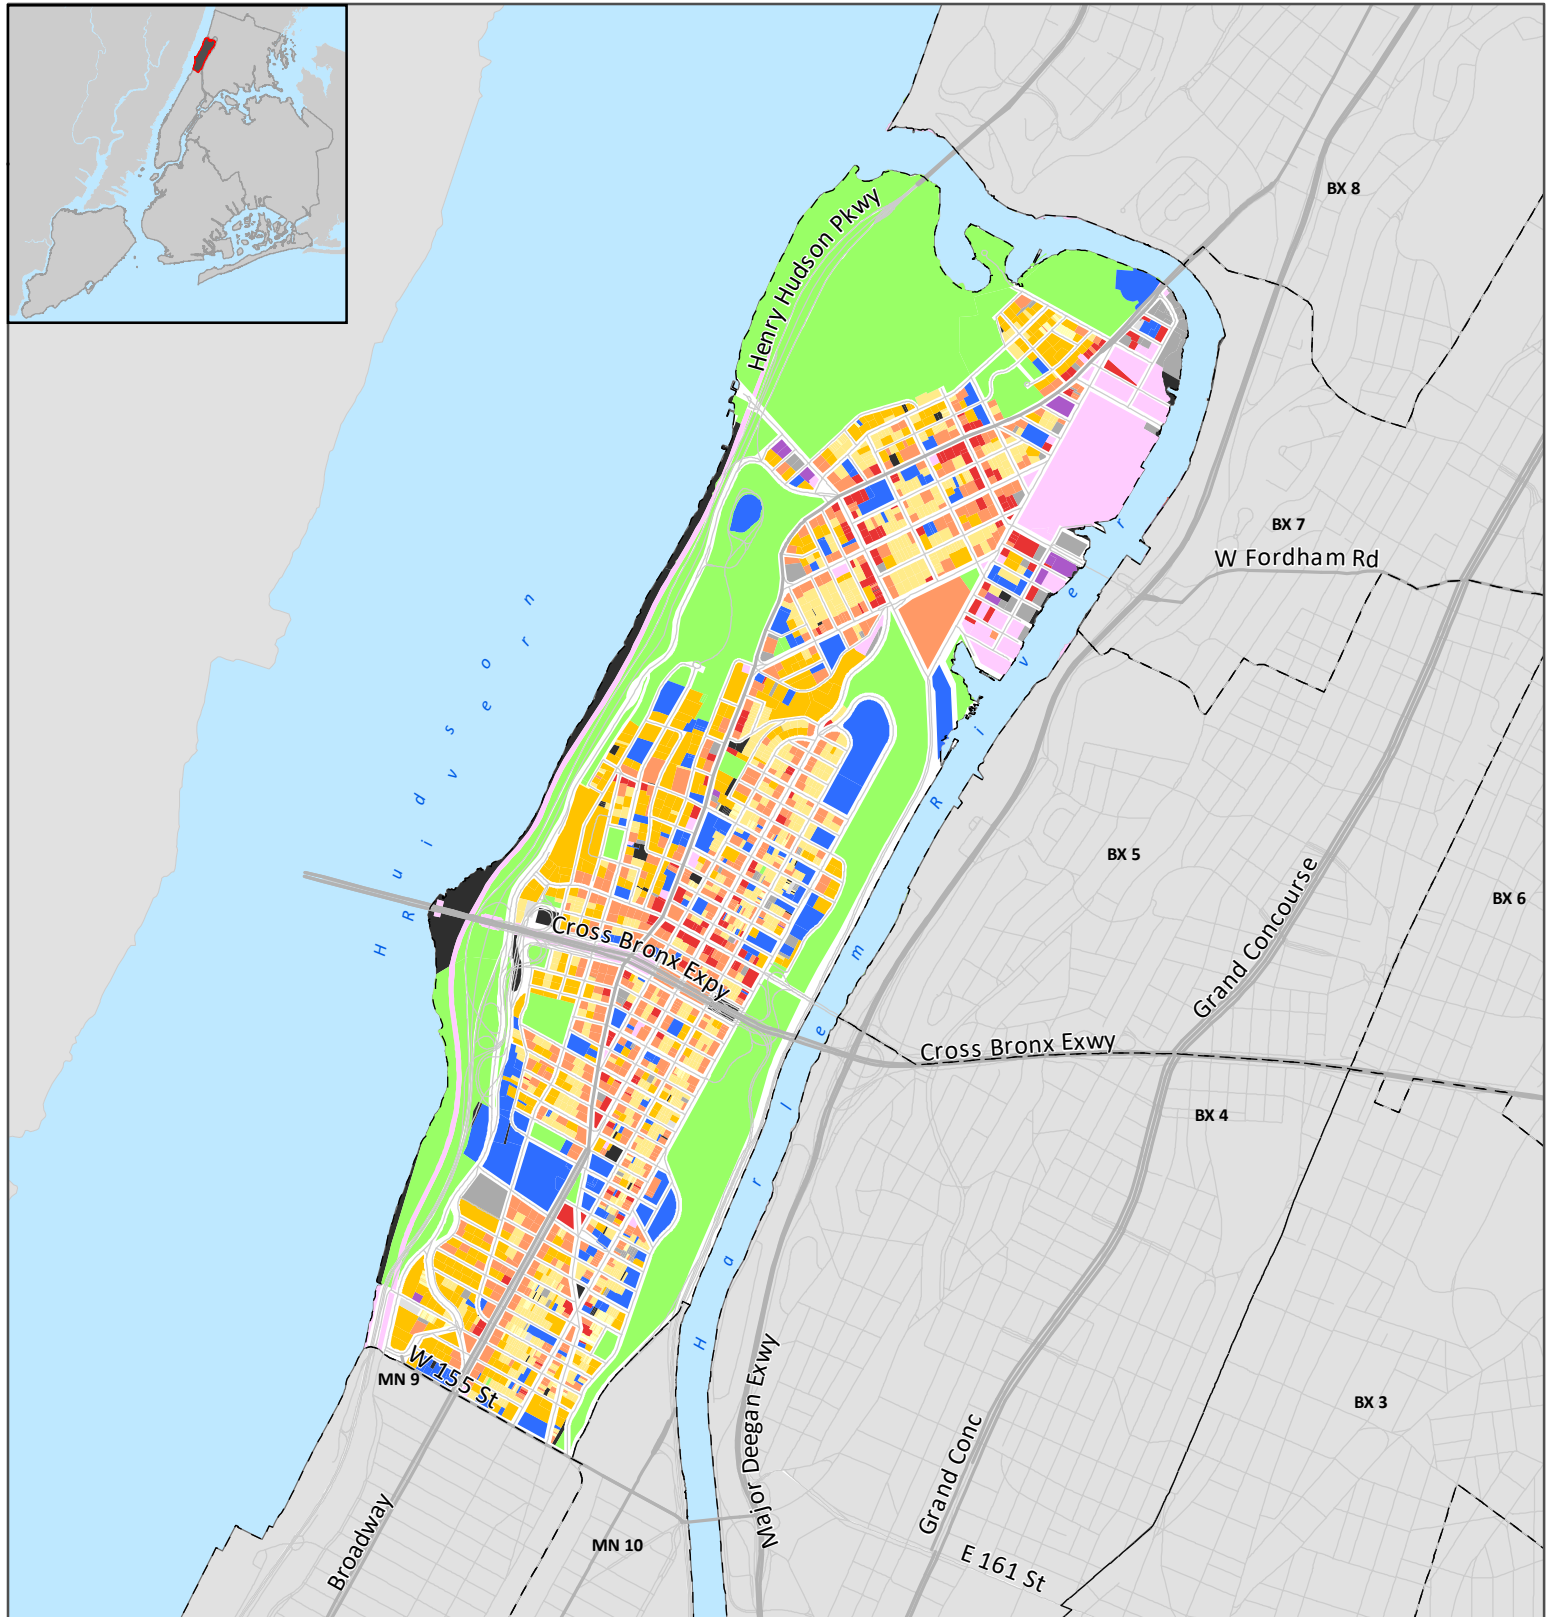 BX 8
Henry Hudson Pkwy
BX 7
W Fordham Rd
Hudson
River
BX 5
BX 6
Grand Concourse
Cross Bronx Expy
Cross Bronx Exwy
BX 4
Harlem River
W 155 St
MN 9
BX 3
Major Deegan Exwy
Grand Conc
Broadway
MN 10
E 161 St